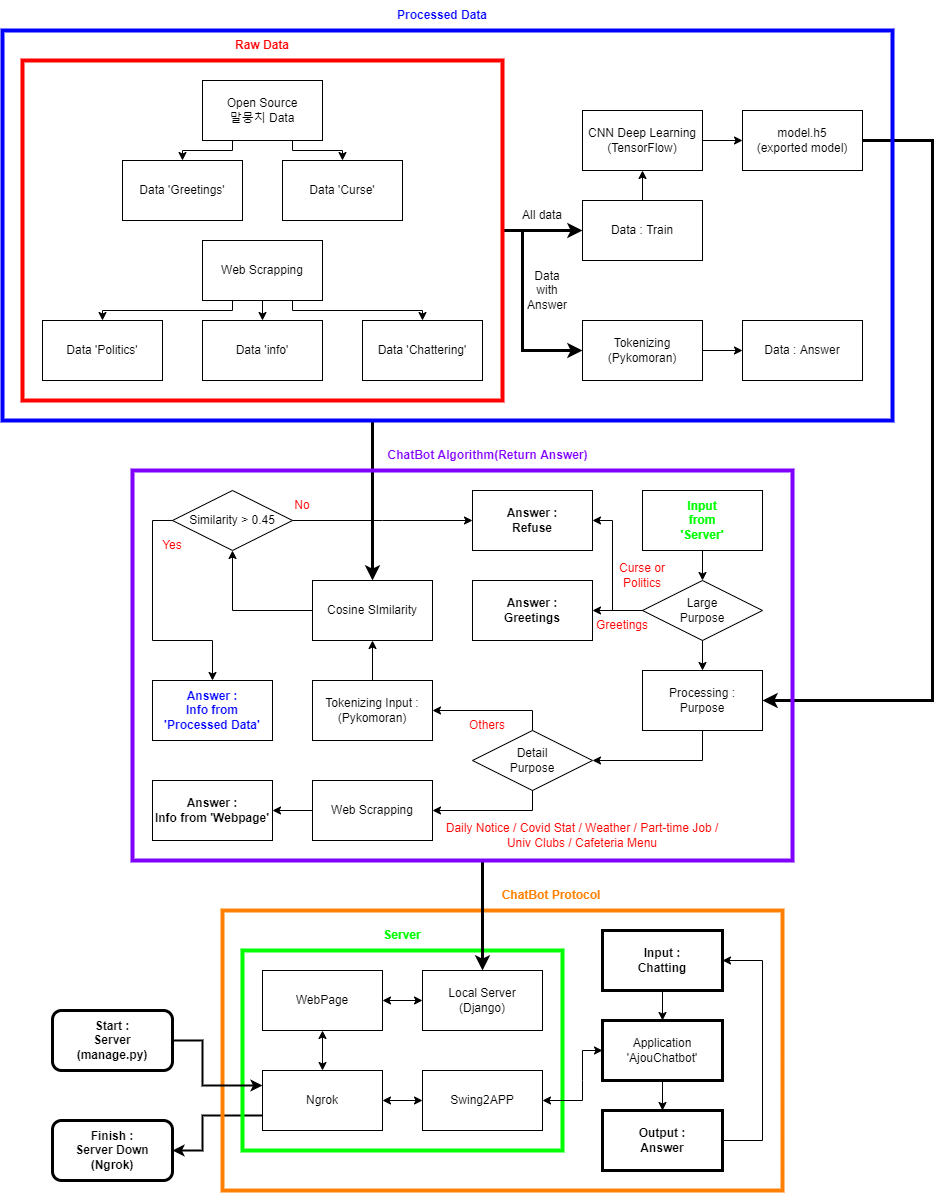 Processed Data
Raw Data
Open Source
말뭉치 Data
Data 'Greetings'
Data 'Curse'
Web Scrapping
Data 'Politics'
Data 'info'
Data 'Chattering'
All data
Data
with
Answer
CNN Deep Learning
(TensorFlow)
model.h5
(exported model)
Data : Train
Tokenizing
(Pykomoran)
Data : Answer
ChatBot Algorithm(Return Answer)
Similarity > 0.45
No
Yes
Answer :
Refuse
Input
from
'Server'
Curse or
Politics
Large
Purpose
Cosine SImilarity
Answer :
Greetings
Greetings
Answer :
Info from
'Processed Data'
Tokenizing Input :
(Pykomoran)
Processing :
Purpose
Others
Detail
Purpose
Answer :
Info from 'Webpage'
Web Scrapping
Daily Notice / Covid Stat / Weather / Part-time Job /
Univ Clubs / Cafeteria Menu
ChatBot Protocol
Server
WebPage
Local Server
(Django)
Input :
Chatting
Start :
Server
(manage.py)
Application
'AjouChatbot'
Ngrok
Swing2APP
Finish :
Server Down
(Ngrok)
Output :
Answer